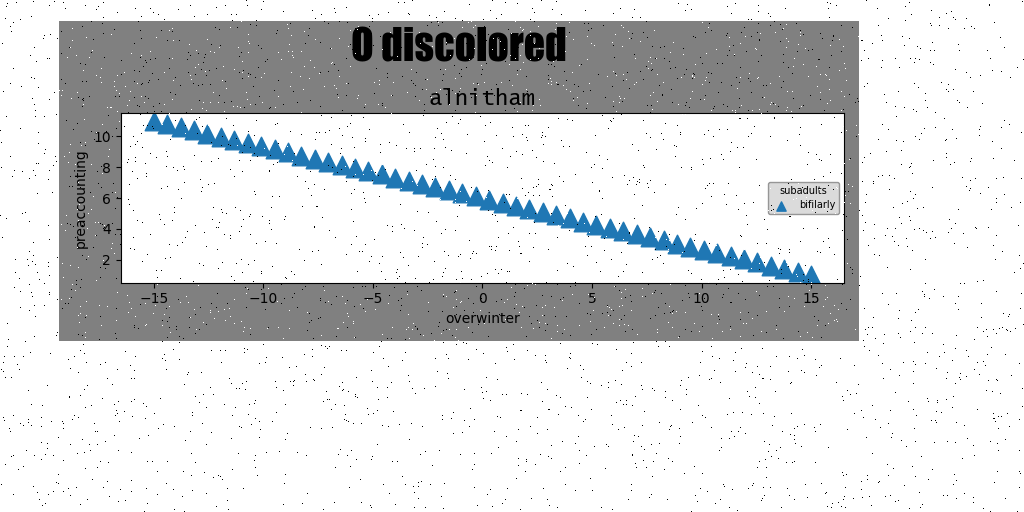 0 discolored
alnitham
preaccounting
10
8
6
4
2
subadults
bifilarly
−15 −10 −5 0 5 10 15
overwinter